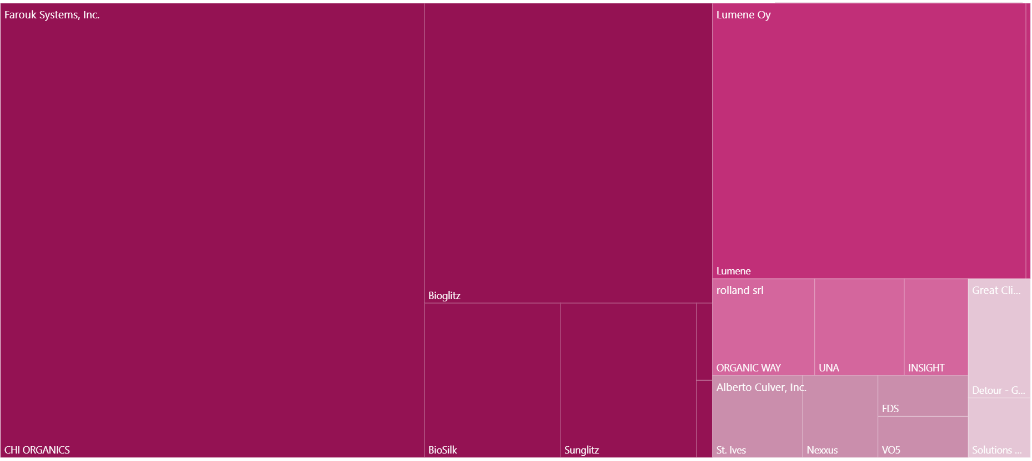 Farouk Systems, Inc.
CHI ORGANICS
Bioglitz
BioSilk
Sunglitz
Lumene Oy
Lumene
rolland srl
ORGANIC WAY
UNA
INSIGHT
Alberto Culver, Inc.
St. Ives
Nexxus
FDS
VO5
Great Cli...
Detour - G...
Solutions ...